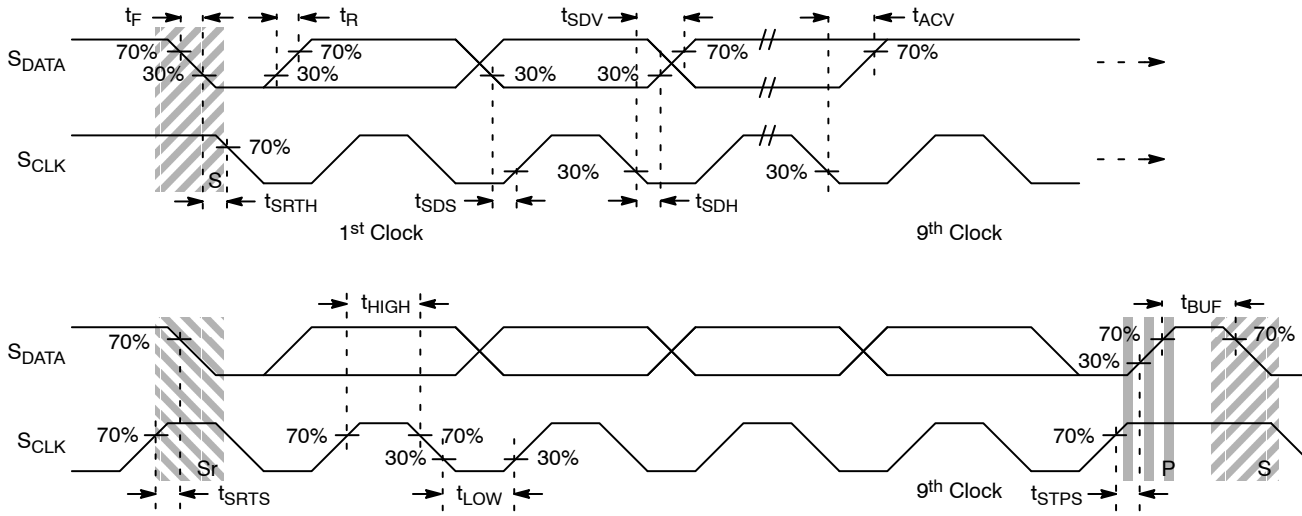 tF tR tSDV tACV
SDATA 70% 30% 70% 30% 30% 30% 70% 70%
SCLK 70% 30% 30%
S
tSRTH tSDS tSDH
1st Clock 9th Clock
tHIGH tBUF
SDATA 70% 70% 30% 70%
SCLK 70% 70% 70% 30% 30% 70%
Sr P S
tSRTS tLOW 9th Clock tSTPS